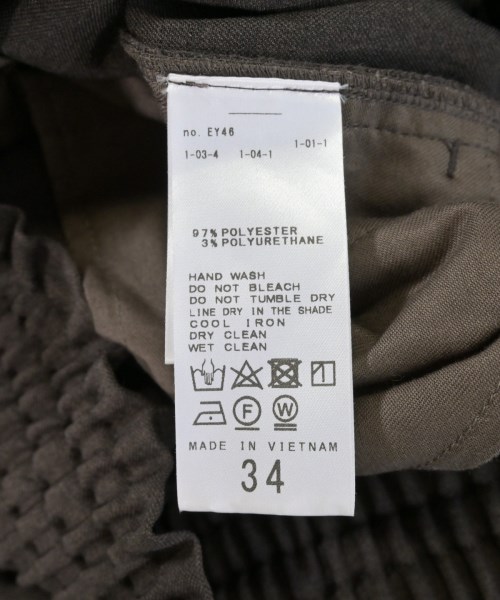 no. EY46
1-03-4 1-04-1 1-01-1
97% POLYESTER
3% POLYURETHANE
HAND WASH
DO NOT BLEACH
DO NOT TUMBLE DRY
LINE DRY IN THE SHADE
COOL IRON
DRY CLEAN
WET CLEAN
F W
MADE IN VIETNAM
34